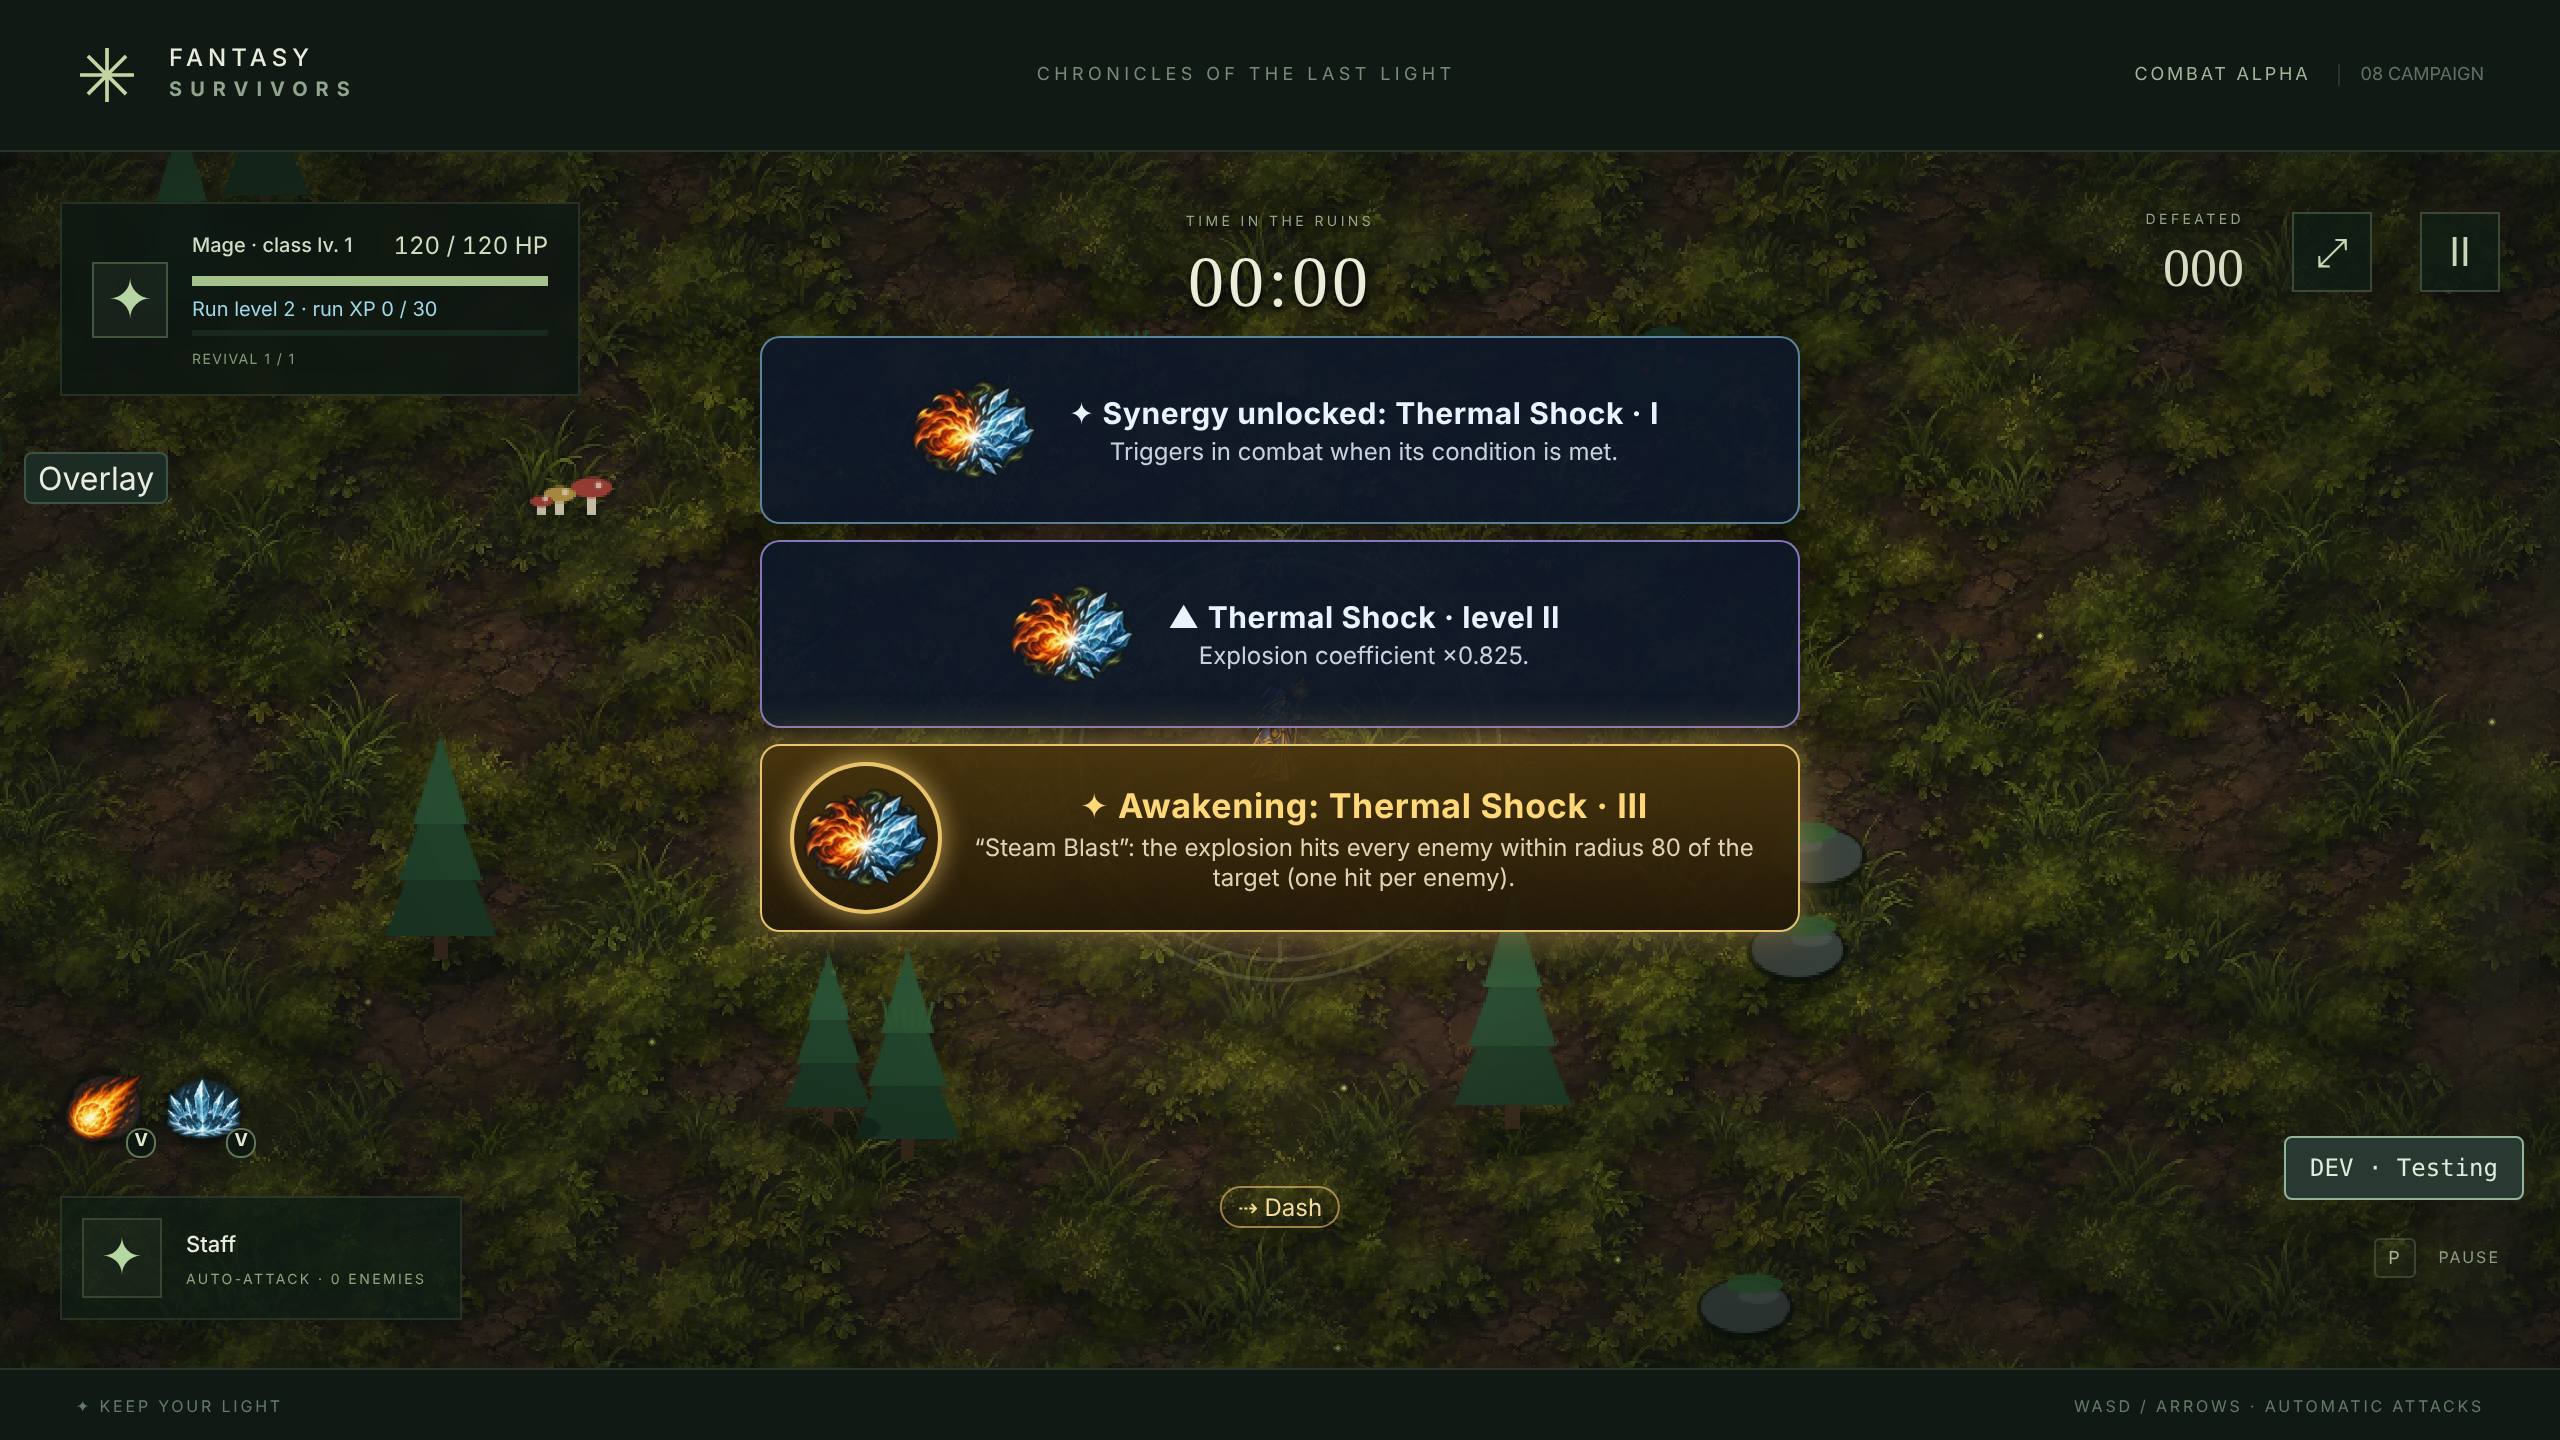 FANTASY
SURVIVORS
CHRONICLES OF THE LAST LIGHT
COMBAT ALPHA
08 CAMPAIGN
Mage · class lv. 1
120 / 120 HP
Run level 2 · run XP 0 / 30
REVIVAL 1 / 1
TIME IN THE RUINS
00:00
DEFEATED
000
Overlay
✦ Synergy unlocked: Thermal Shock · I
Triggers in combat when its condition is met.
▲ Thermal Shock · level II
Explosion coefficient ×0.825.
✦ Awakening: Thermal Shock · III
“Steam Blast”: the explosion hits every enemy within radius 80 of the
target (one hit per enemy).
V
V
Staff
AUTO-ATTACK · 0 ENEMIES
⇢ Dash
DEV · Testing
P
PAUSE
✦ KEEP YOUR LIGHT
WASD / ARROWS · AUTOMATIC ATTACKS